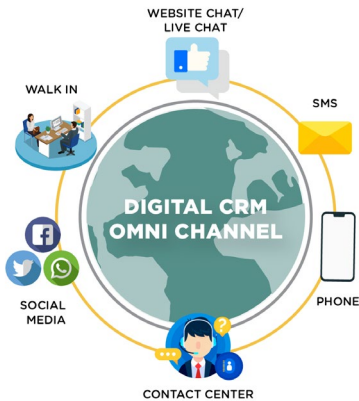 WEBSITE CHAT/
LIVE CHAT
WALK IN
SMS
DIGITAL CRM
OMNI CHANNEL
PHONE
SOCIAL
MEDIA
CONTACT CENTER